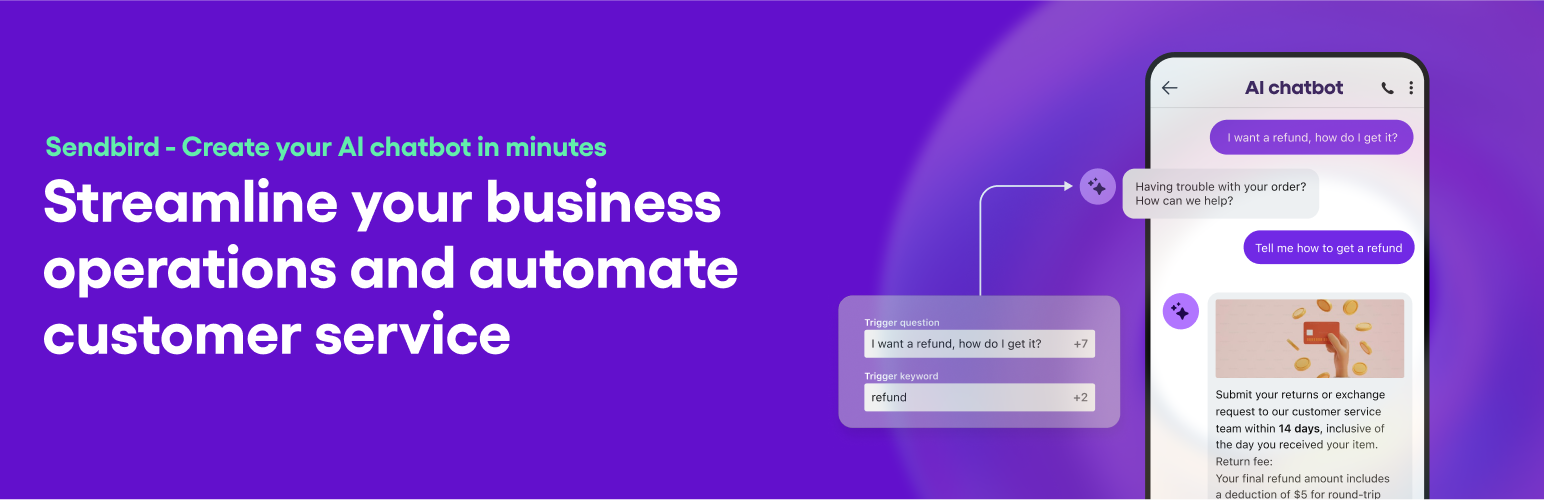 Sendbird - Create your AI chatbot in minutes
Streamline your business
operations and automate
customer service
Trigger question
I want a refund, how do I get it? +7
Trigger keyword
refund +2
AI chatbot
I want a refund, how do I get it?
Having trouble with your order?
How can we help?
Tell me how to get a refund
Submit your returns or exchange
request to our customer service
team within 14 days, inclusive of
the day you received your item.
Return fee:
Your final refund amount includes
a deduction of $5 for round-trip